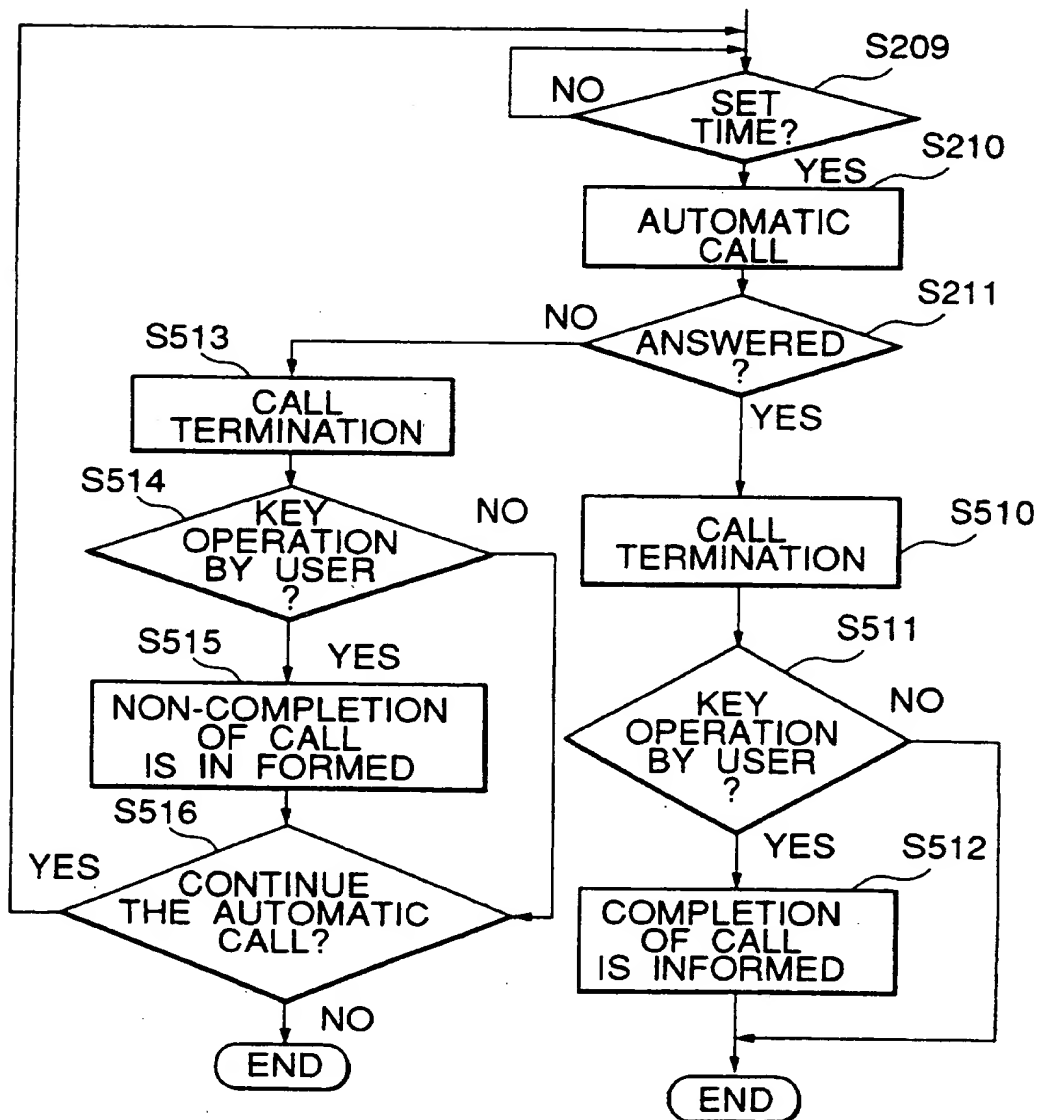 S209
NO
SET
TIME?
S210
YES
AUTOMATIC
CALL
S211
NO
ANSWERED
?
YES
S513
CALL
TERMINATION
S514
KEY
OPERATION
BY USER
?
NO
YES
S515
NON-COMPLETION
OF CALL
IS IN FORMED
S516
YES
CONTINUE
THE AUTOMATIC
CALL?
NO
END
S510
CALL
TERMINATION
S511
KEY
OPERATION
BY USER
?
NO
YES
S512
COMPLETION
OF CALL
IS INFORMED
END